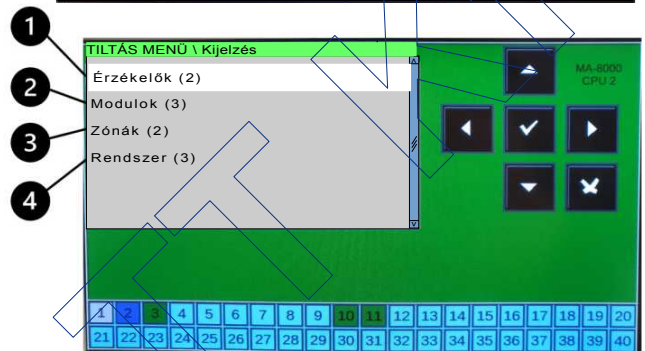 1
2
3
4
TILTÁS MENÜ \ Kijelzés
Érzékelők (2)
Modulok (3)
Zónák (2)
Rendszer (3)
MA-8000
CPU 2
1 2 3 4 5 6 7 8 9 10 11 12 13 14 15 16 17 18 19 20
21 22 23 24 25 26 27 28 29 30 31 32 33 34 35 36 37 38 39 40